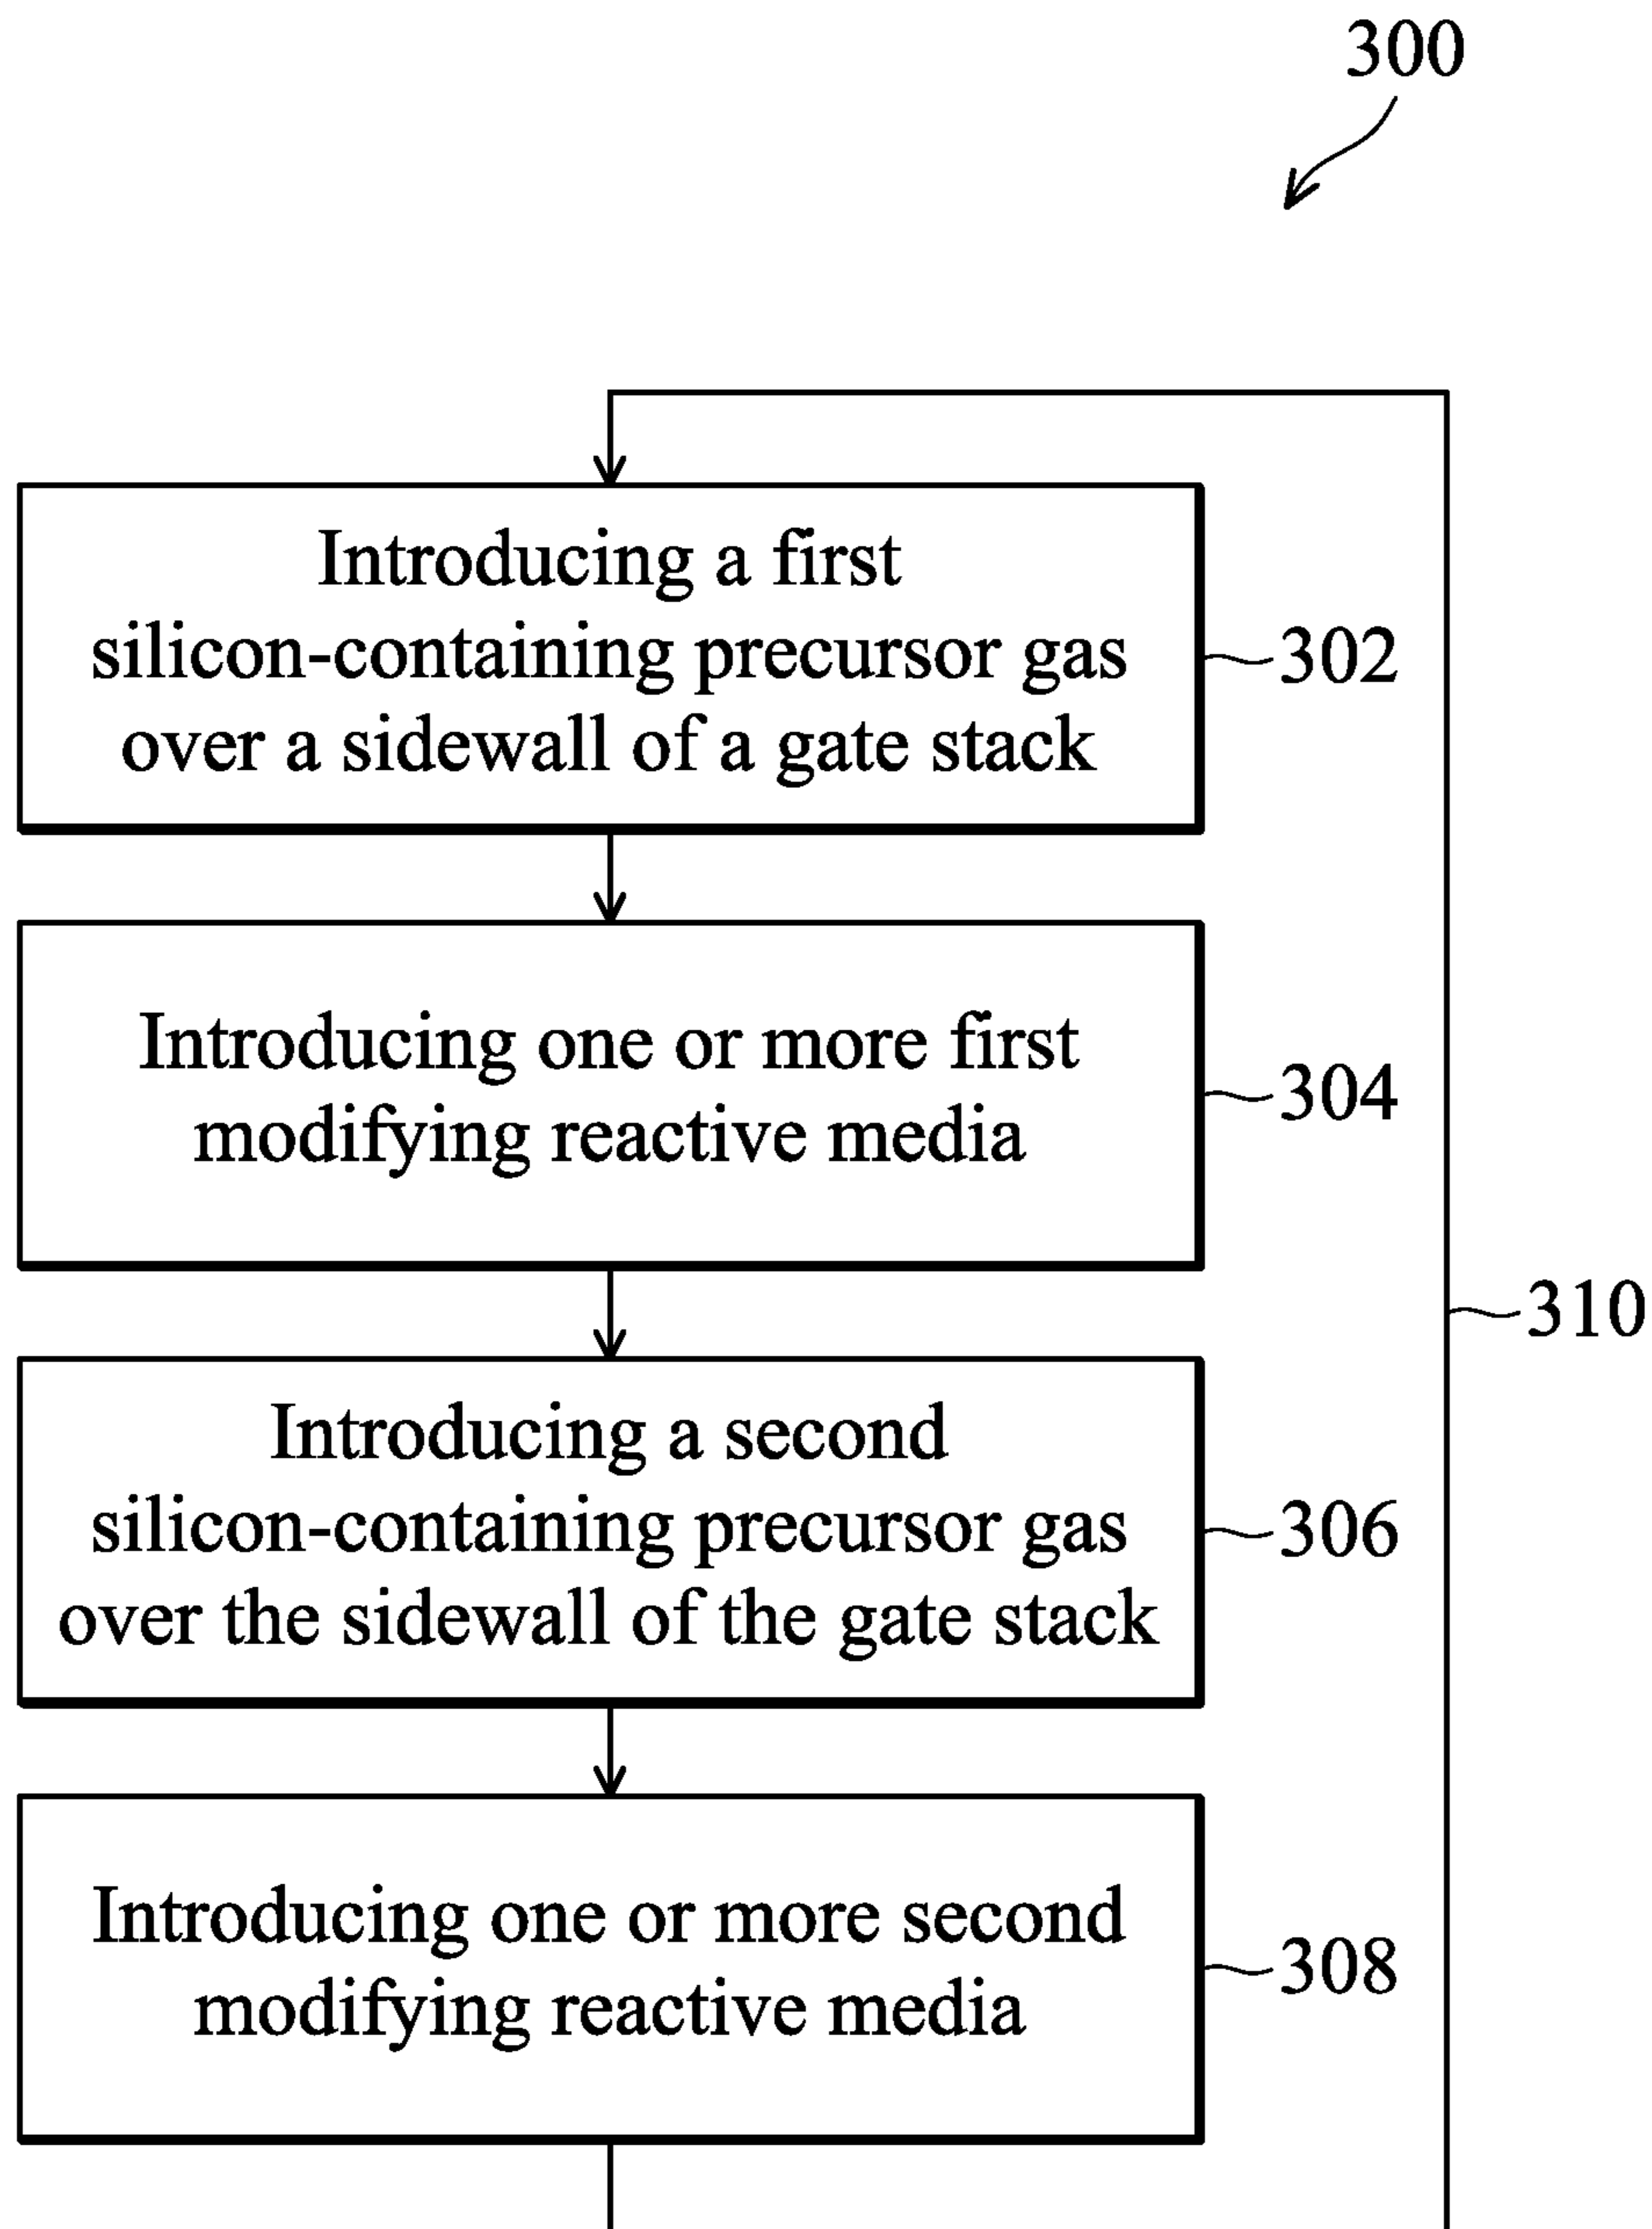 300
Introducing a first
silicon-containing precursor gas
over a sidewall of a gate stack
302
Introducing one or more first
modifying reactive media
304
310
Introducing a second
silicon-containing precursor gas
over the sidewall of the gate stack
306
Introducing one or more second
modifying reactive media
308